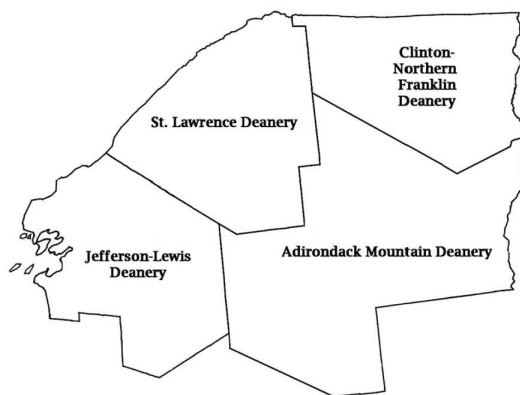 Clinton-
Northern
Franklin
Deanery
St. Lawrence Deanery
Jefferson-Lewis
Deanery
Adirondack Mountain Deanery